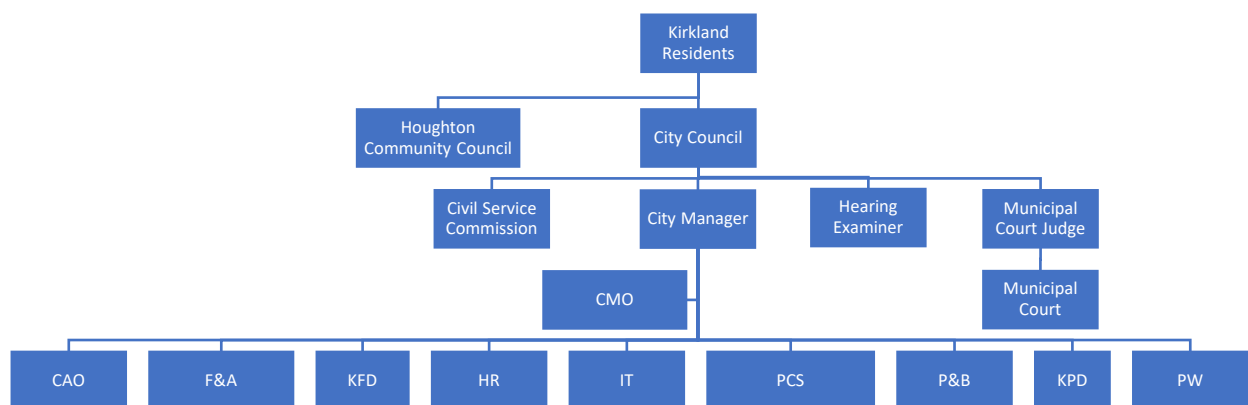 Kirkland
Residents
Houghton
Community Council
City Council
Civil Service
Commission
City Manager
Hearing
Examiner
Municipal
Court Judge
CMO
Municipal
Court
CAO
F&A
KFD
HR
IT
PCS
P&B
KPD
PW